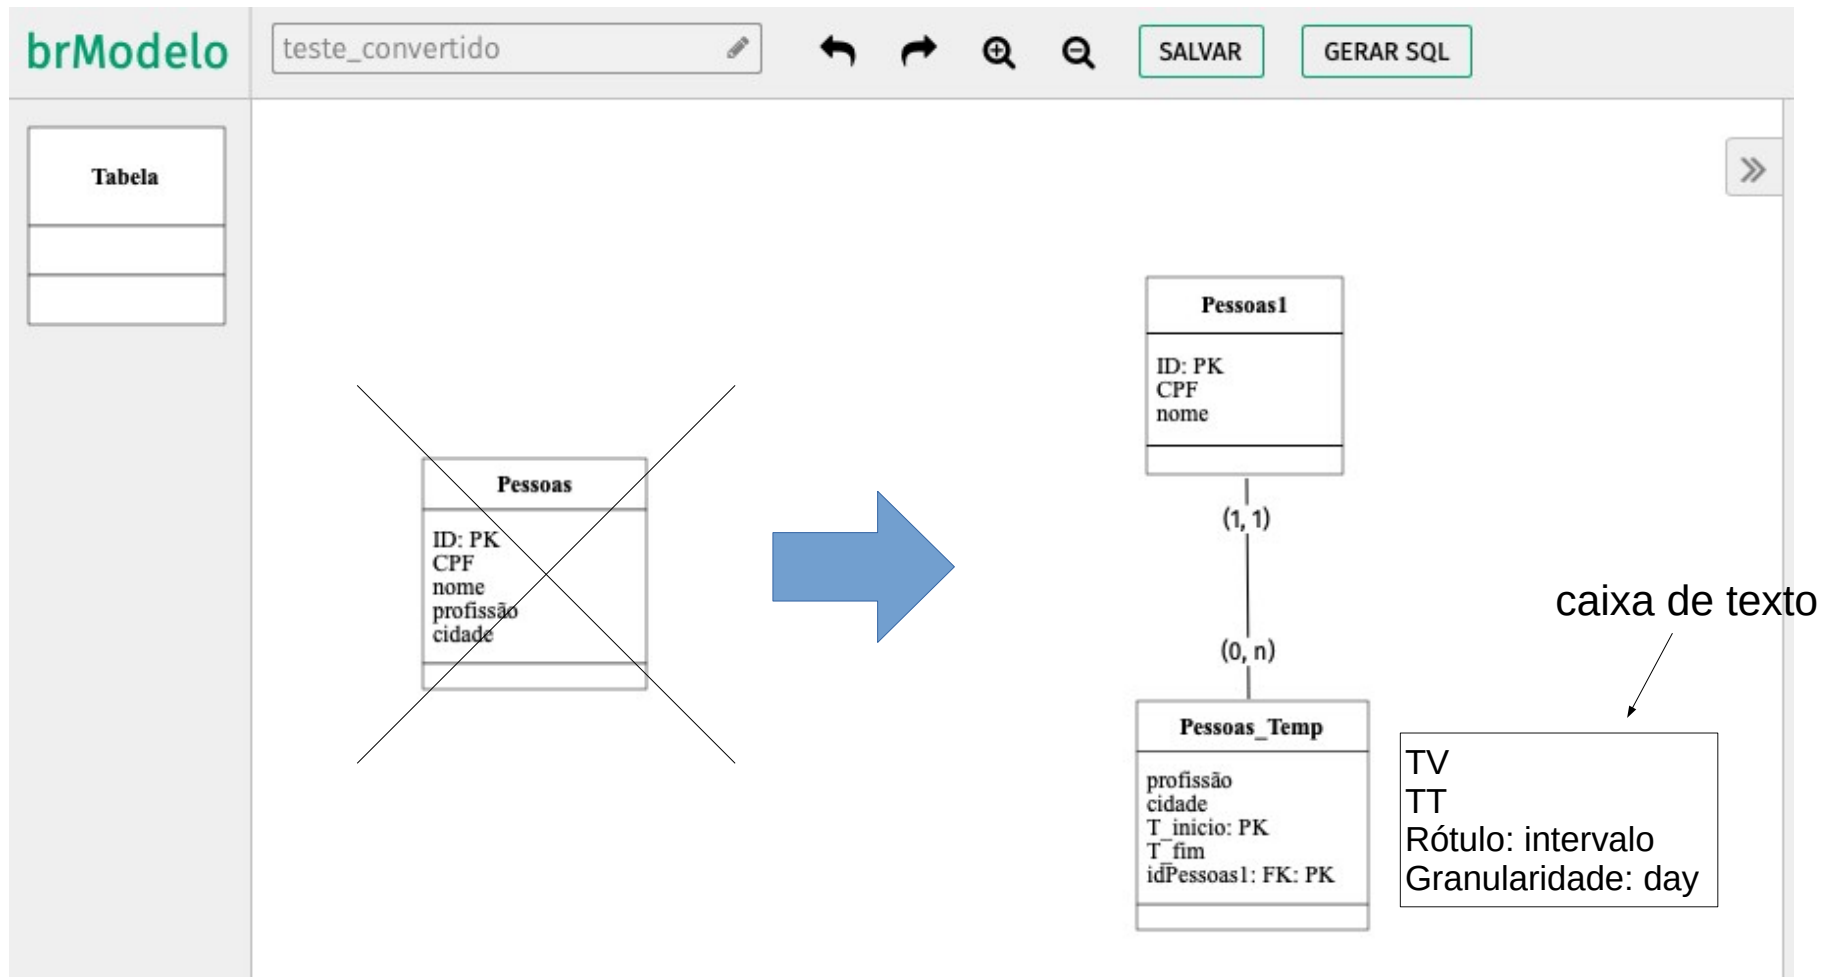 brModelo
teste_convertido
SALVAR
GERAR SQL
Tabela
Pessoas
ID: PK
CPF
nome
profissão
cidade
Pessoas1
ID: PK
CPF
nome
(1, 1)
(0, n)
Pessoas_Temp
profissão
cidade
T_inicio: PK
T_fim
idPessoas1: FK: PK
caixa de texto
TV
TT
Rótulo: intervalo
Granularidade: day